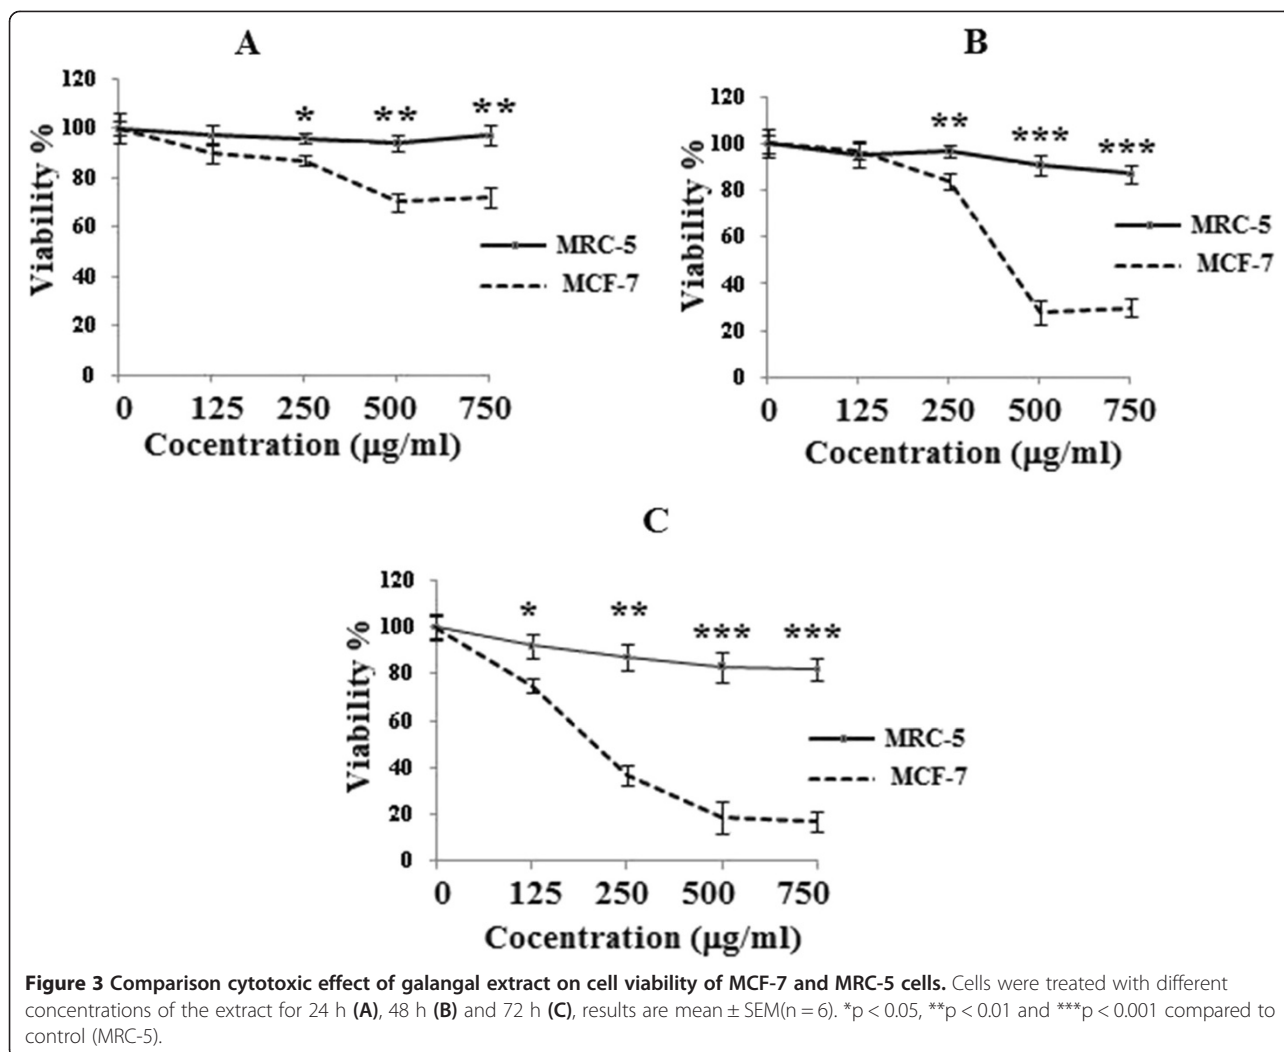 A
120
100
80
60
40
20
0
Viability %
* ** **
MRC-5
MCF-7
0 125 250 500 750
Cocentration (µg/ml)
B
120
100
80
60
40
20
0
Viability %
** *** ***
MRC-5
MCF-7
0 125 250 500 750
Cocentration (µg/ml)
C
120
100
80
60
40
20
0
Viability %
* ** *** ***
MRC-5
MCF-7
0 125 250 500 750
Cocentration (µg/ml)
Figure 3 Comparison cytotoxic effect of galangal extract on cell viability of MCF-7 and MRC-5 cells. Cells were treated with different
concentrations of the extract for 24 h (A), 48 h (B) and 72 h (C), results are mean ± SEM(n = 6). *p < 0.05, **p < 0.01 and ***p < 0.001 compared to
control (MRC-5).